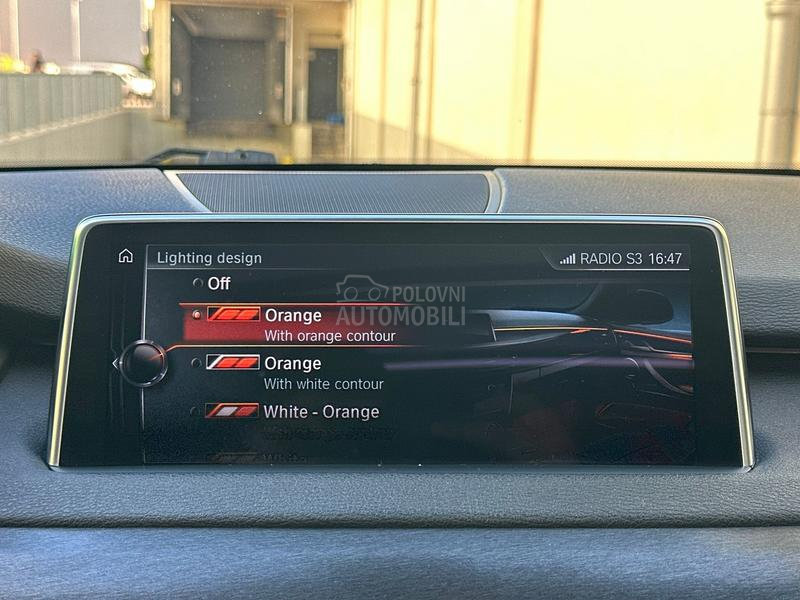 Lighting design
RADIO S3 16:47
Off
POLOVNI
AUTOMOBILI
Orange
With orange contour
Orange
With white contour
White - Orange